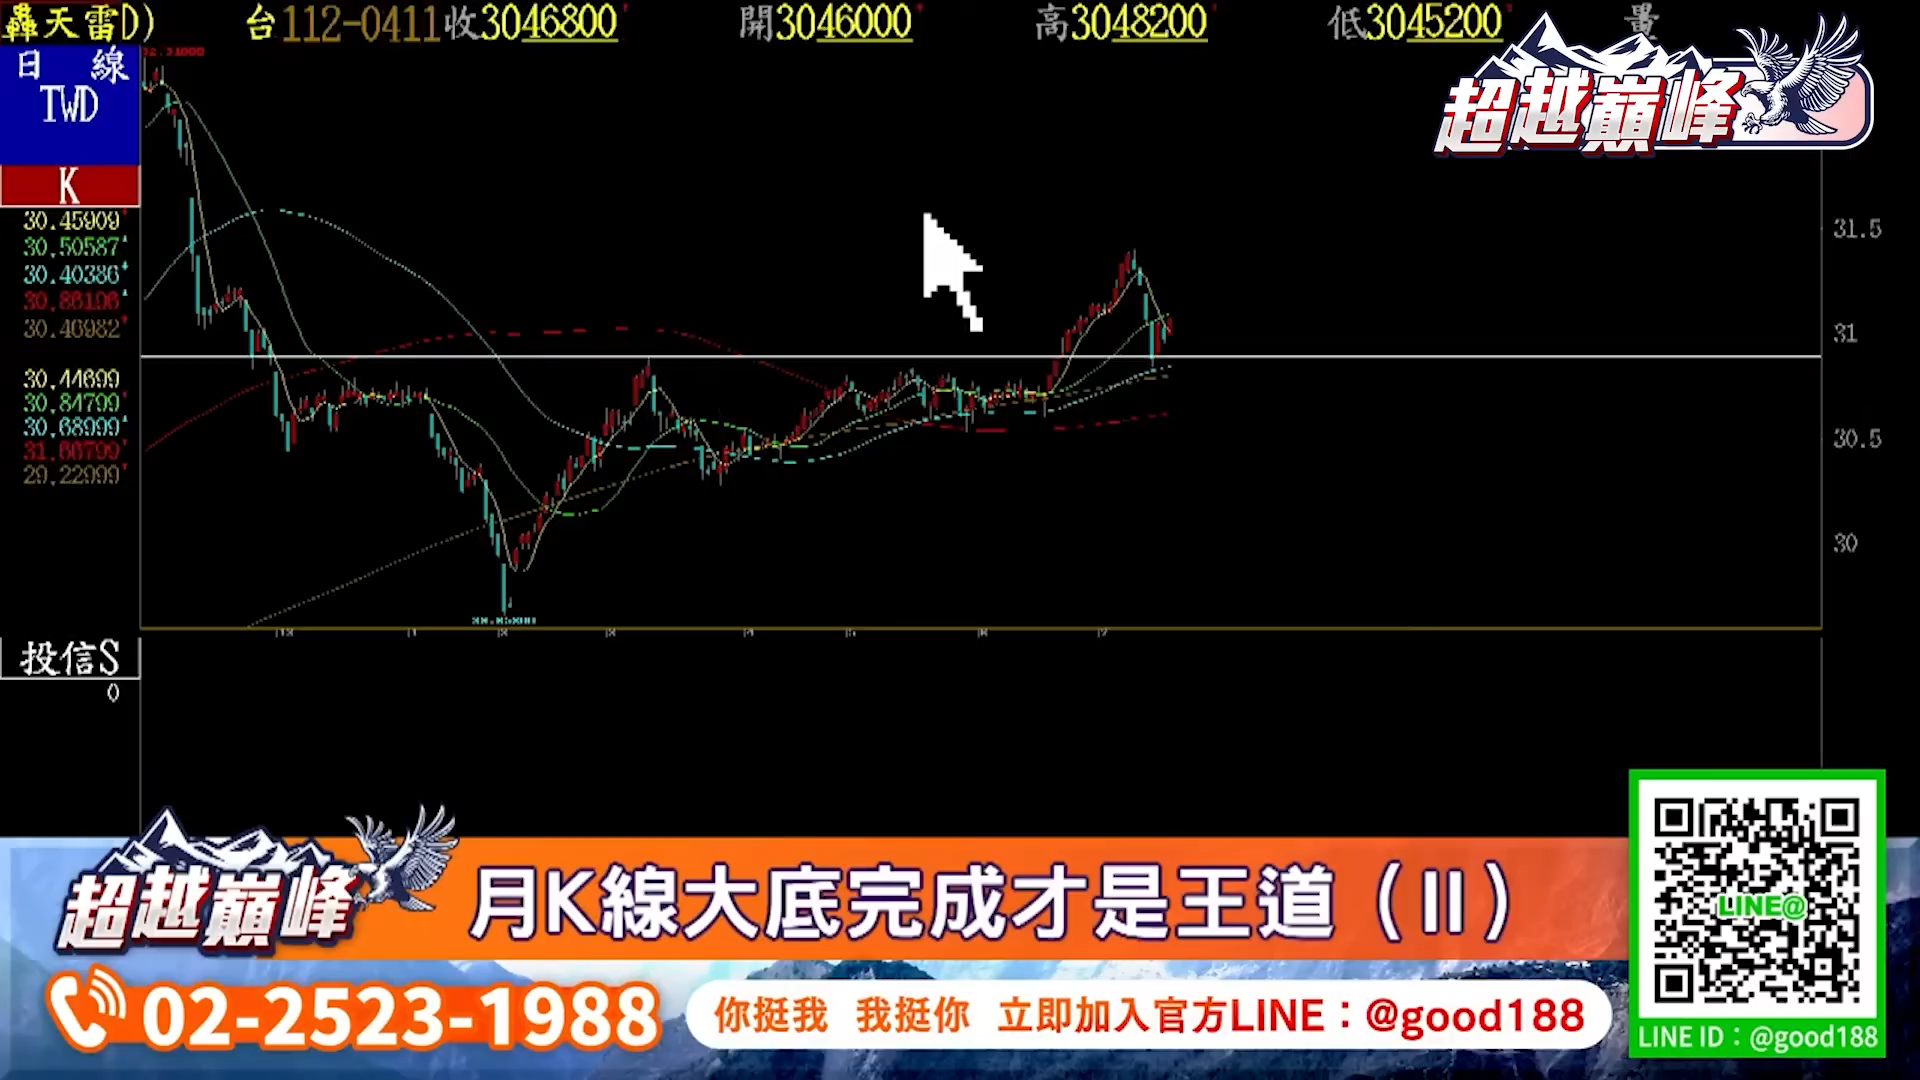 轟天雷D)
台112-0411收3046800 開3046000 高3048200 低3045200 量
日 線
TWD
K
30.45909
30.50587
30.40386
30.86196
30.46982
30.44699
30.84799
30.68999
31.66799
29.22999
超越巔峰
31.5
31
30.5
30
投信S
0
超越巔峰
月K線大底完成才是王道（II）
02-2523-1988
你挺我 我挺你 立即加入官方LINE：@good188
LINE@
LINE ID：@good188